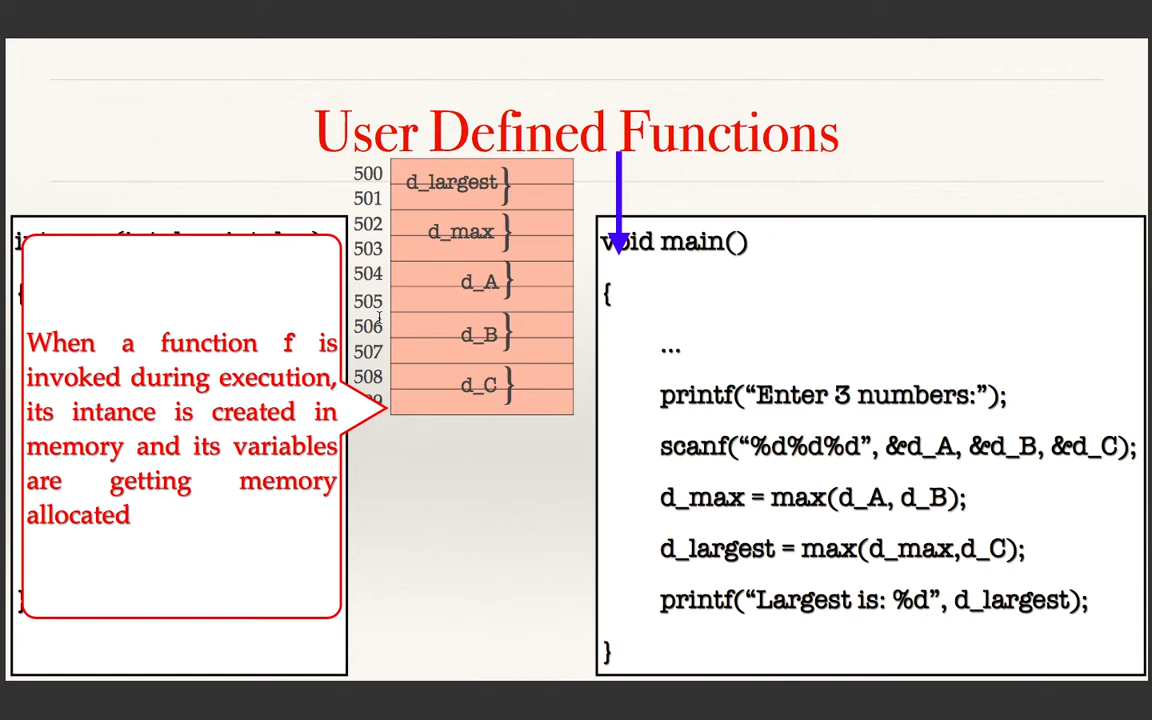 User Defined Functions
500
501
502
503
504
505
506
507
508
d_largest}
d_max}
d_A}
d_B}
d_C}
When a function f is
invoked during execution,
its intance is created in
memory and its variables
are getting memory
allocated
void main()
{
...
printf(“Enter 3 numbers:”);
scanf(“%d%d%d”, &d_A, &d_B, &d_C);
d_max = max(d_A, d_B);
d_largest = max(d_max,d_C);
printf(“Largest is: %d”, d_largest);
}